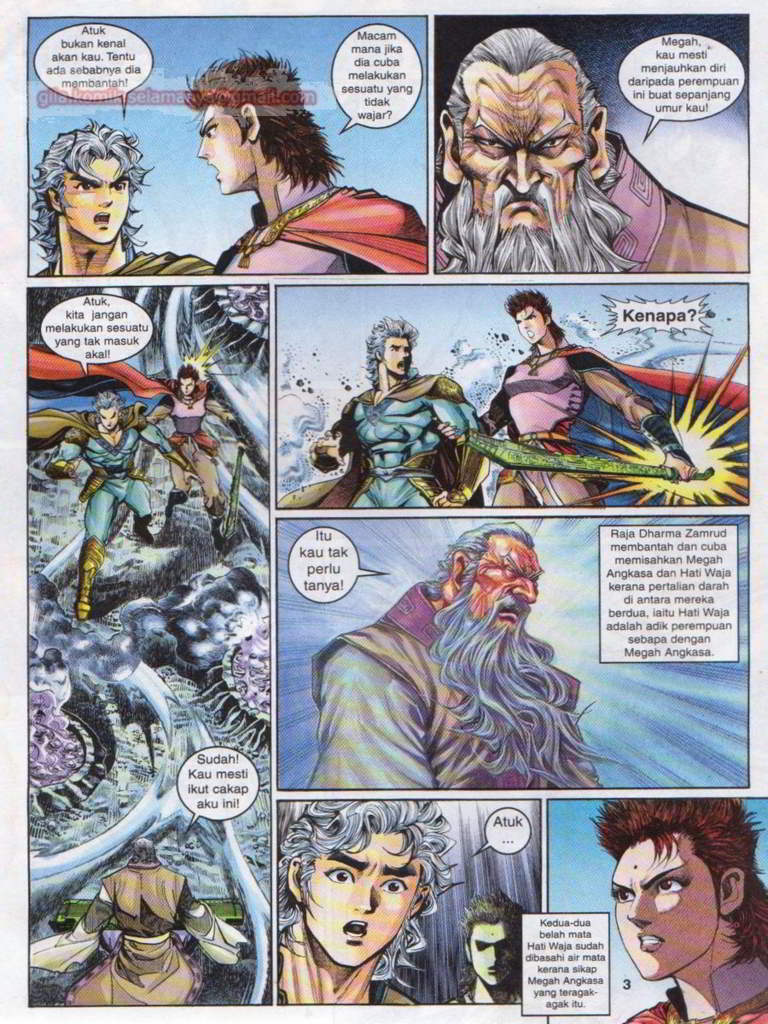 Atuk
bukan kenal
akan kau. Tentu
ada sebabnya dia
membantah!
Macam
mana jika
dia cuba
melakukan
sesuatu yang
tidak
wajar?
Megah,
kau mesti
menjauhkan diri
daripada perempuan
ini buat sepanjang
umur kau!
Atuk,
kita jangan
melakukan sesuatu
yang tak masuk
akal!
Kenapa?
Itu
kau tak
perlu
tanya!
Raja Dharma Zamrud
membantah dan cuba
memisahkan Megah
Angkasa dan Hati Waja
kerana pertalian darah
di antara mereka
berdua, iaitu Hati Waja
adalah adik perempuan
sebapa dengan
Megah Angkasa.
Sudah!
Kau mesti
ikut cakap
aku ini!
Atuk
...
Kedua-dua
belah mata
Hati Waja sudah
dibasahi air mata
kerana sikap
Megah Angkasa
yang teragak-
agak itu.
3